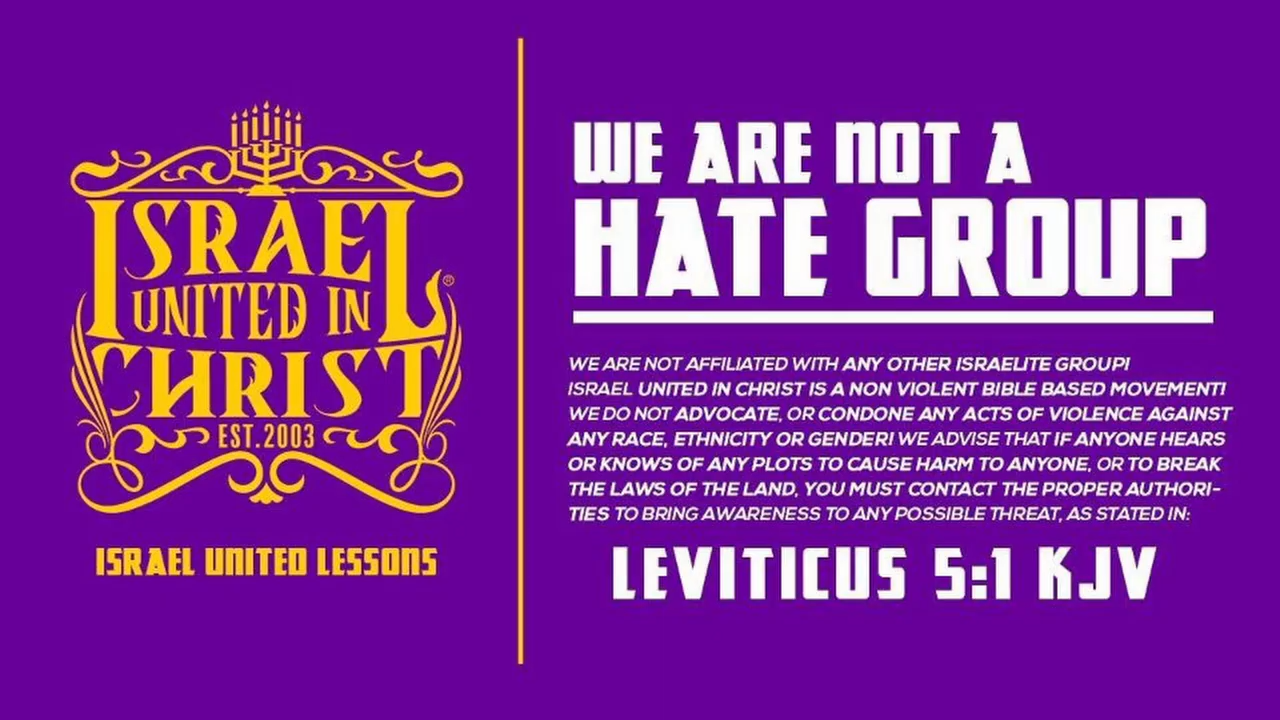 ISRAEL
UNITED IN
CHRIST
EST. 2003
ISRAEL UNITED LESSONS
WE ARE NOT A
HATE GROUP
WE ARE NOT AFFILIATED WITH ANY OTHER ISRAELITE GROUP!
ISRAEL UNITED IN CHRIST IS A NON VIOLENT BIBLE BASED MOVEMENT!
WE DO NOT ADVOCATE, OR CONDONE ANY ACTS OF VIOLENCE AGAINST
ANY RACE, ETHNICITY OR GENDER! WE ADVISE THAT IF ANYONE HEARS
OR KNOWS OF ANY PLOTS TO CAUSE HARM TO ANYONE, OR TO BREAK
THE LAWS OF THE LAND, YOU MUST CONTACT THE PROPER AUTHORI-
TIES TO BRING AWARENESS TO ANY POSSIBLE THREAT, AS STATED IN:
LEVITICUS 5:1 KJV